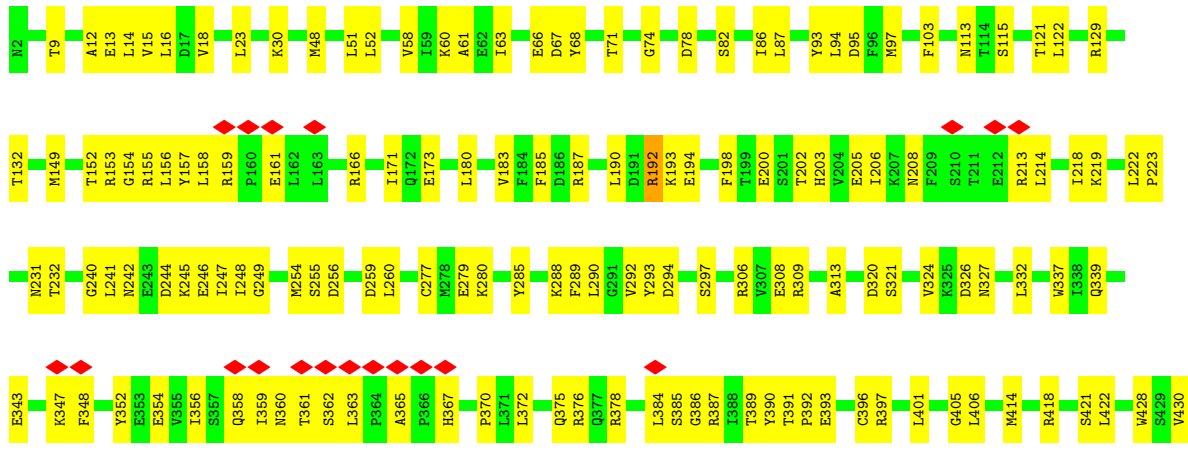 N2 T9 A12 E13 L14 V15 L16 D17 V18 L23 K30 M48 L51 L52 V58 I59 K60 A61 E62 I63 E66 D67 Y68 T71 G74 D78 S82 I86 L87 Y93 L94 D95 F96 M97 F103 N113 T114 S115 T121 L122 R129
T132 M149 T152 R153 G154 R155 L156 Y157 L158 R159 P160 E161 L162 L163 R166 I171 Q172 E173 L180 V183 F184 F185 D186 R187 L190 D191 R192 K193 E194 F198 T199 E200 S201 T202 H203 V204 E205 I206 K207 N208 F209 S210 T211 E212 R213 L214 I218 K219 L222 P223
N231 T232 G240 L241 N242 E243 D244 K245 E246 I247 I248 G249 M254 S255 D256 D259 L260 C277 M278 E279 K280 Y285 K288 F289 L290 G291 V292 Y293 D294 S297 R306 V307 E308 R309 A313 D320 S321 V324 K325 D326 N327 L332 W337 I338 Q339
E343 K347 F348 Y352 E353 E354 V355 I356 S357 Q358 I359 N360 T361 S362 L363 P364 A365 P366 H367 P370 L371 L372 Q375 R376 Q377 R378 L384 S385 G386 R387 I388 T389 Y390 T391 P392 E393 C396 R397 L401 G405 L406 M414 R418 S421 L422 W428 S429 V430